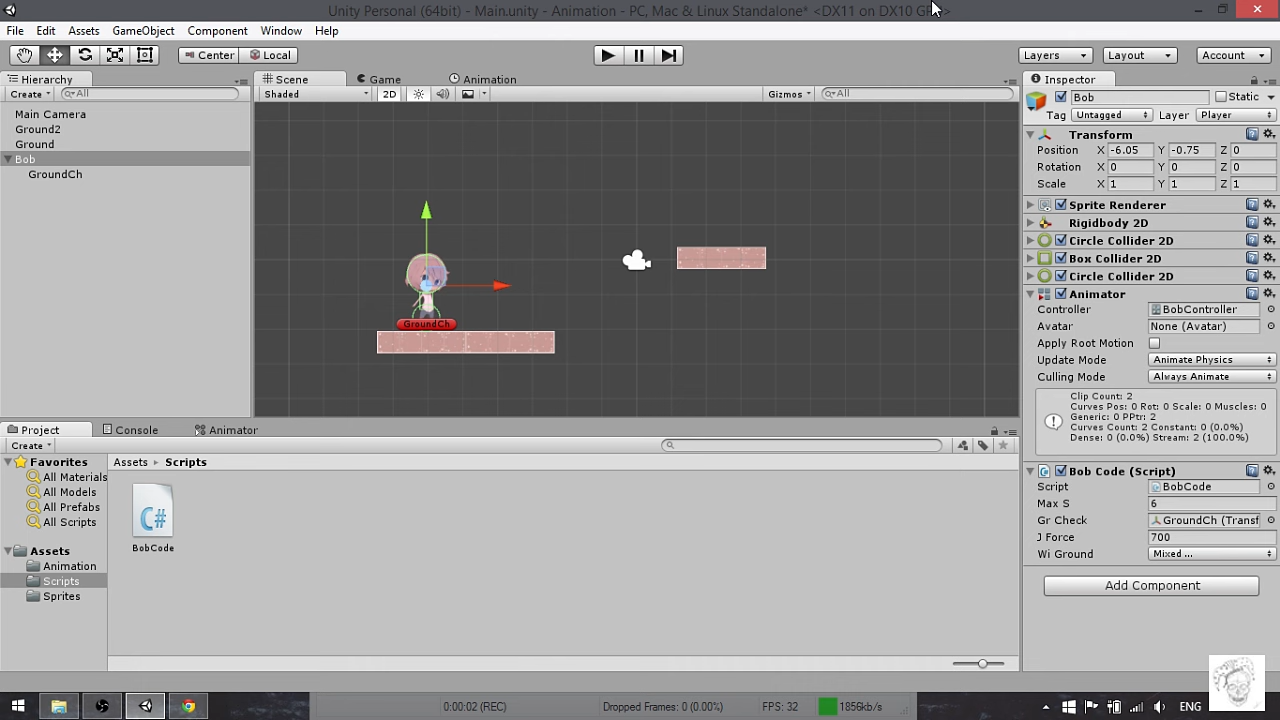 Unity Personal (64bit) - Main.unity - Animation - PC, Mac & Linux Standalone* <DX11 on DX10 GPU>
File Edit Assets GameObject Component Window Help
Center Local Layers Layout Account
Hierarchy
Create All
Main Camera
Ground2
Ground
Bob
GroundCh
Scene Game Animation
Shaded 2D Gizmos All
GroundCh
Inspector
Bob Static
Tag Untagged Layer Player
Transform
Position X -6.05 Y -0.75 Z 0
Rotation X 0 Y 0 Z 0
Scale X 1 Y 1 Z 1
Sprite Renderer
Rigidbody 2D
Circle Collider 2D
Box Collider 2D
Circle Collider 2D
Animator
Controller BobController
Avatar None (Avatar)
Apply Root Motion
Update Mode Animate Physics
Culling Mode Always Animate
Clip Count: 2
Curves Pos: 0 Rot: 0 Scale: 0 Muscles: 0
Generic: 0 PPtr: 2
Curves Count: 2 Constant: 0 (0.0%)
Dense: 0 (0.0%) Stream: 2 (100.0%)
Bob Code (Script)
Script BobCode
Max S 6
Gr Check GroundCh (Transf
J Force 700
Wi Ground Mixed ...
Add Component
Project Console Animator
Create
Favorites
All Materials
All Models
All Prefabs
All Scripts
Assets
Animation
Scripts
Sprites
Assets Scripts
C#
BobCode
0:00:02 (REC) Dropped Frames: 0 (0.00%) FPS: 32 1856kb/s
ENG